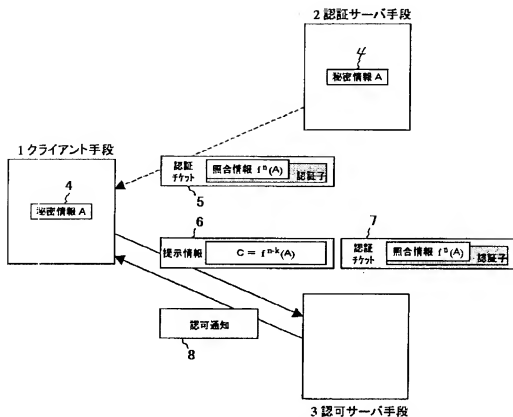 2 認証サーバ手段
4
秘密情報 A
1 クライアント手段
4
秘密情報 A
認証
チケット
照合情報 fⁿ(A)
認証子
5
6
提示情報
C = fⁿ⁻ᵏ(A)
7
認証
チケット
照合情報 fⁿ(A)
認証子
認可通知
8
3 認可サーバ手段